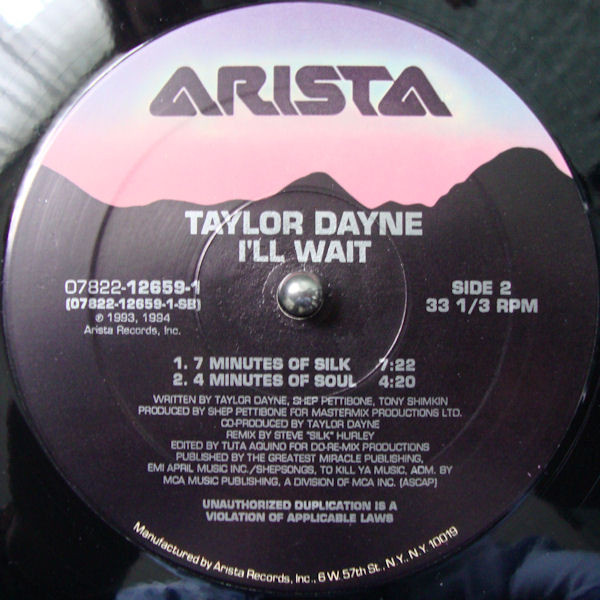 ARISTA
TAYLOR DAYNE
I'LL WAIT
07822-12659-1
(07822-12659-1-SB)
℗ 1993, 1994
Arista Records, Inc.
SIDE 2
33 1/3 RPM
1. 7 MINUTES OF SILK 7:22
2. 4 MINUTES OF SOUL 4:20
WRITTEN BY TAYLOR DAYNE, SHEP PETTIBONE, TONY SHIMKIN
PRODUCED BY SHEP PETTIBONE FOR MASTERMIX PRODUCTIONS LTD.
CO-PRODUCED BY TAYLOR DAYNE
REMIX BY STEVE "SILK" HURLEY
EDITED BY TUTA AQUINO FOR DO-RE-MIX PRODUCTIONS
PUBLISHED BY THE GREATEST MIRACLE PUBLISHING,
EMI APRIL MUSIC INC./SHEPSONGS, TO KILL YA MUSIC, ADM. BY
MCA MUSIC PUBLISHING, A DIVISION OF MCA INC. (ASCAP)
UNAUTHORIZED DUPLICATION IS A
VIOLATION OF APPLICABLE LAWS
Manufactured by Arista Records, Inc., 6 W. 57th St., N.Y., N.Y. 10019